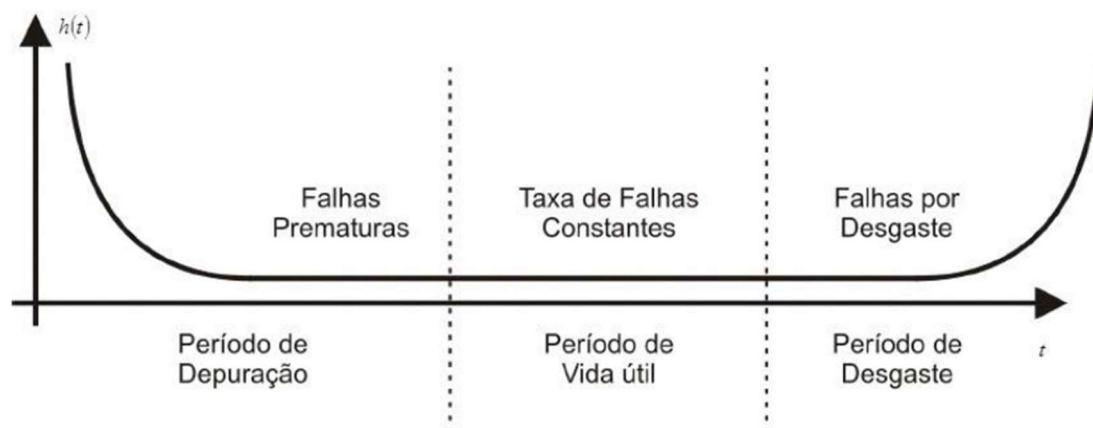 h(t)
Falhas
Prematuras
Taxa de Falhas
Constantes
Falhas por
Desgaste
Período de
Depuração
Período de
Vida útil
Período de
Desgaste
t